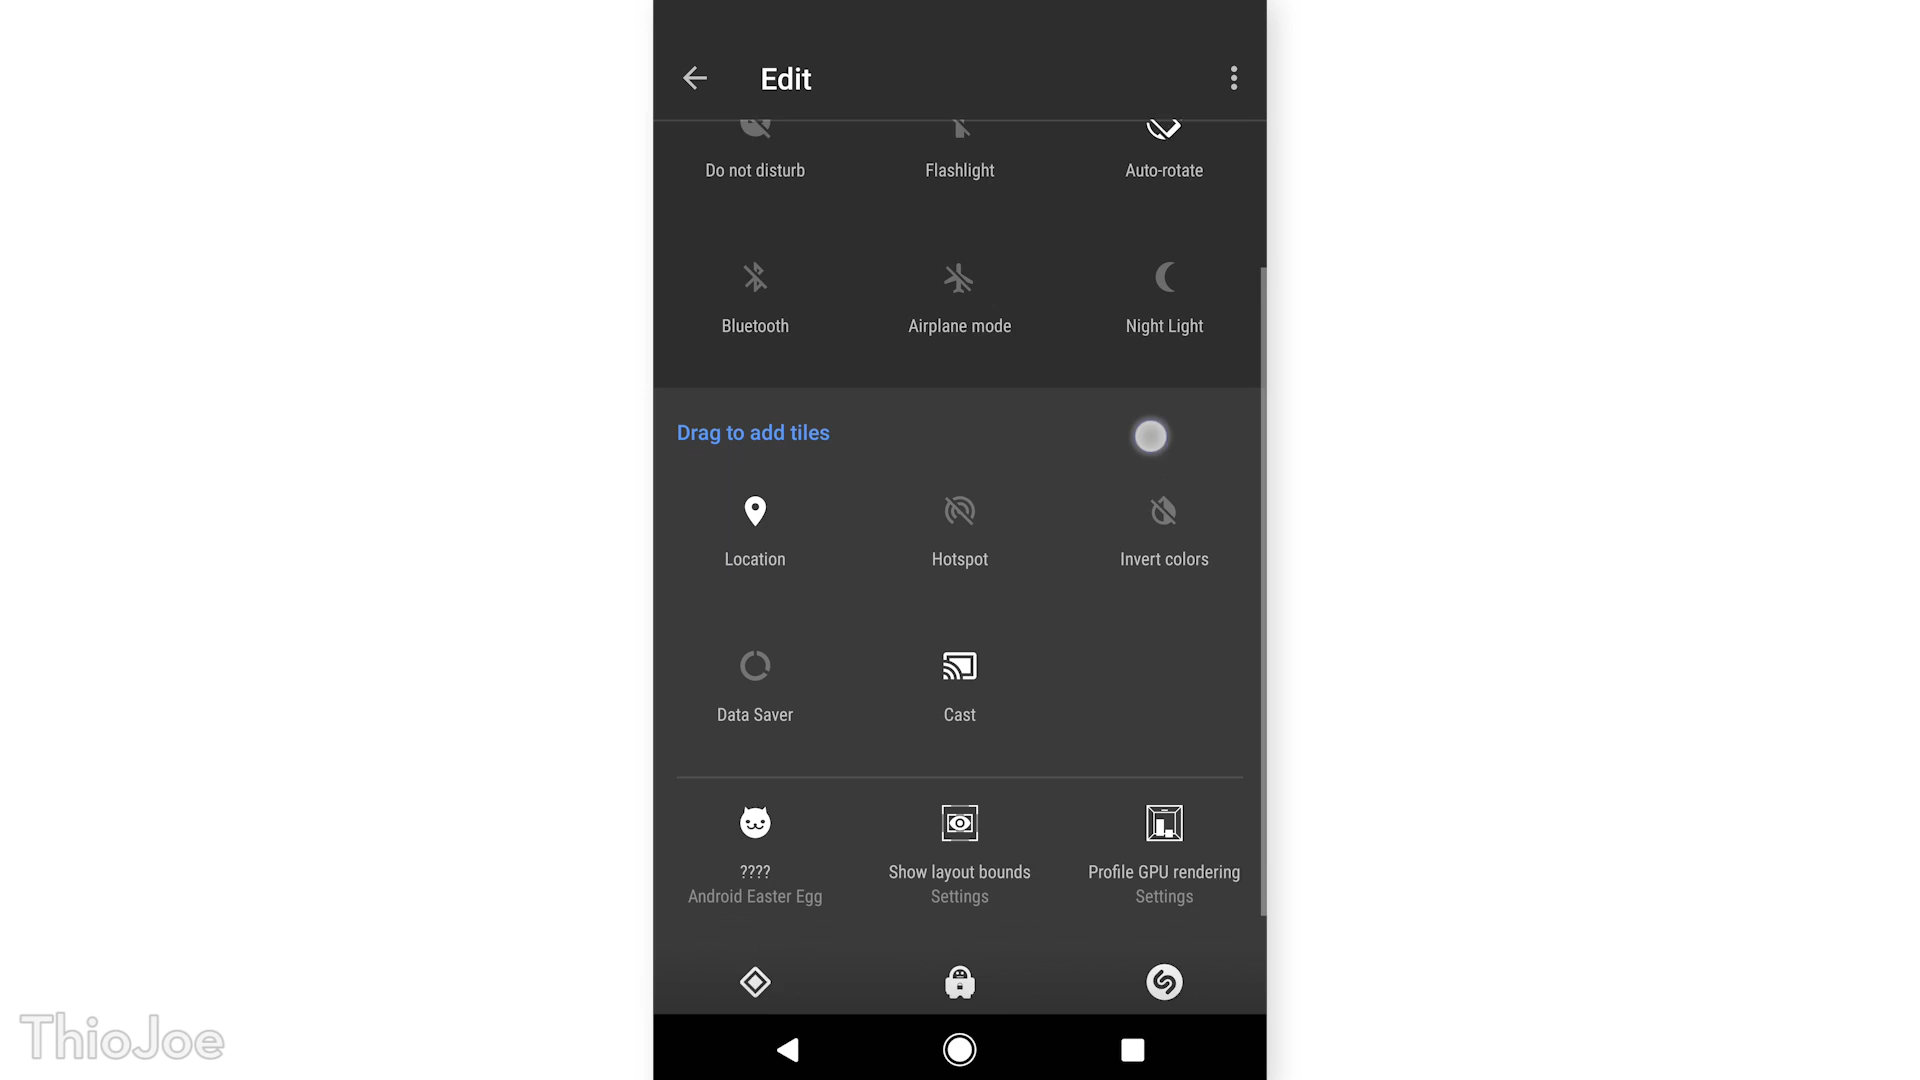 Edit
Do not disturb
Flashlight
Auto-rotate
Bluetooth
Airplane mode
Night Light
Drag to add tiles
Location
Hotspot
Invert colors
Data Saver
Cast
????
Android Easter Egg
Show layout bounds
Settings
Profile GPU rendering
Settings
ThioJoe